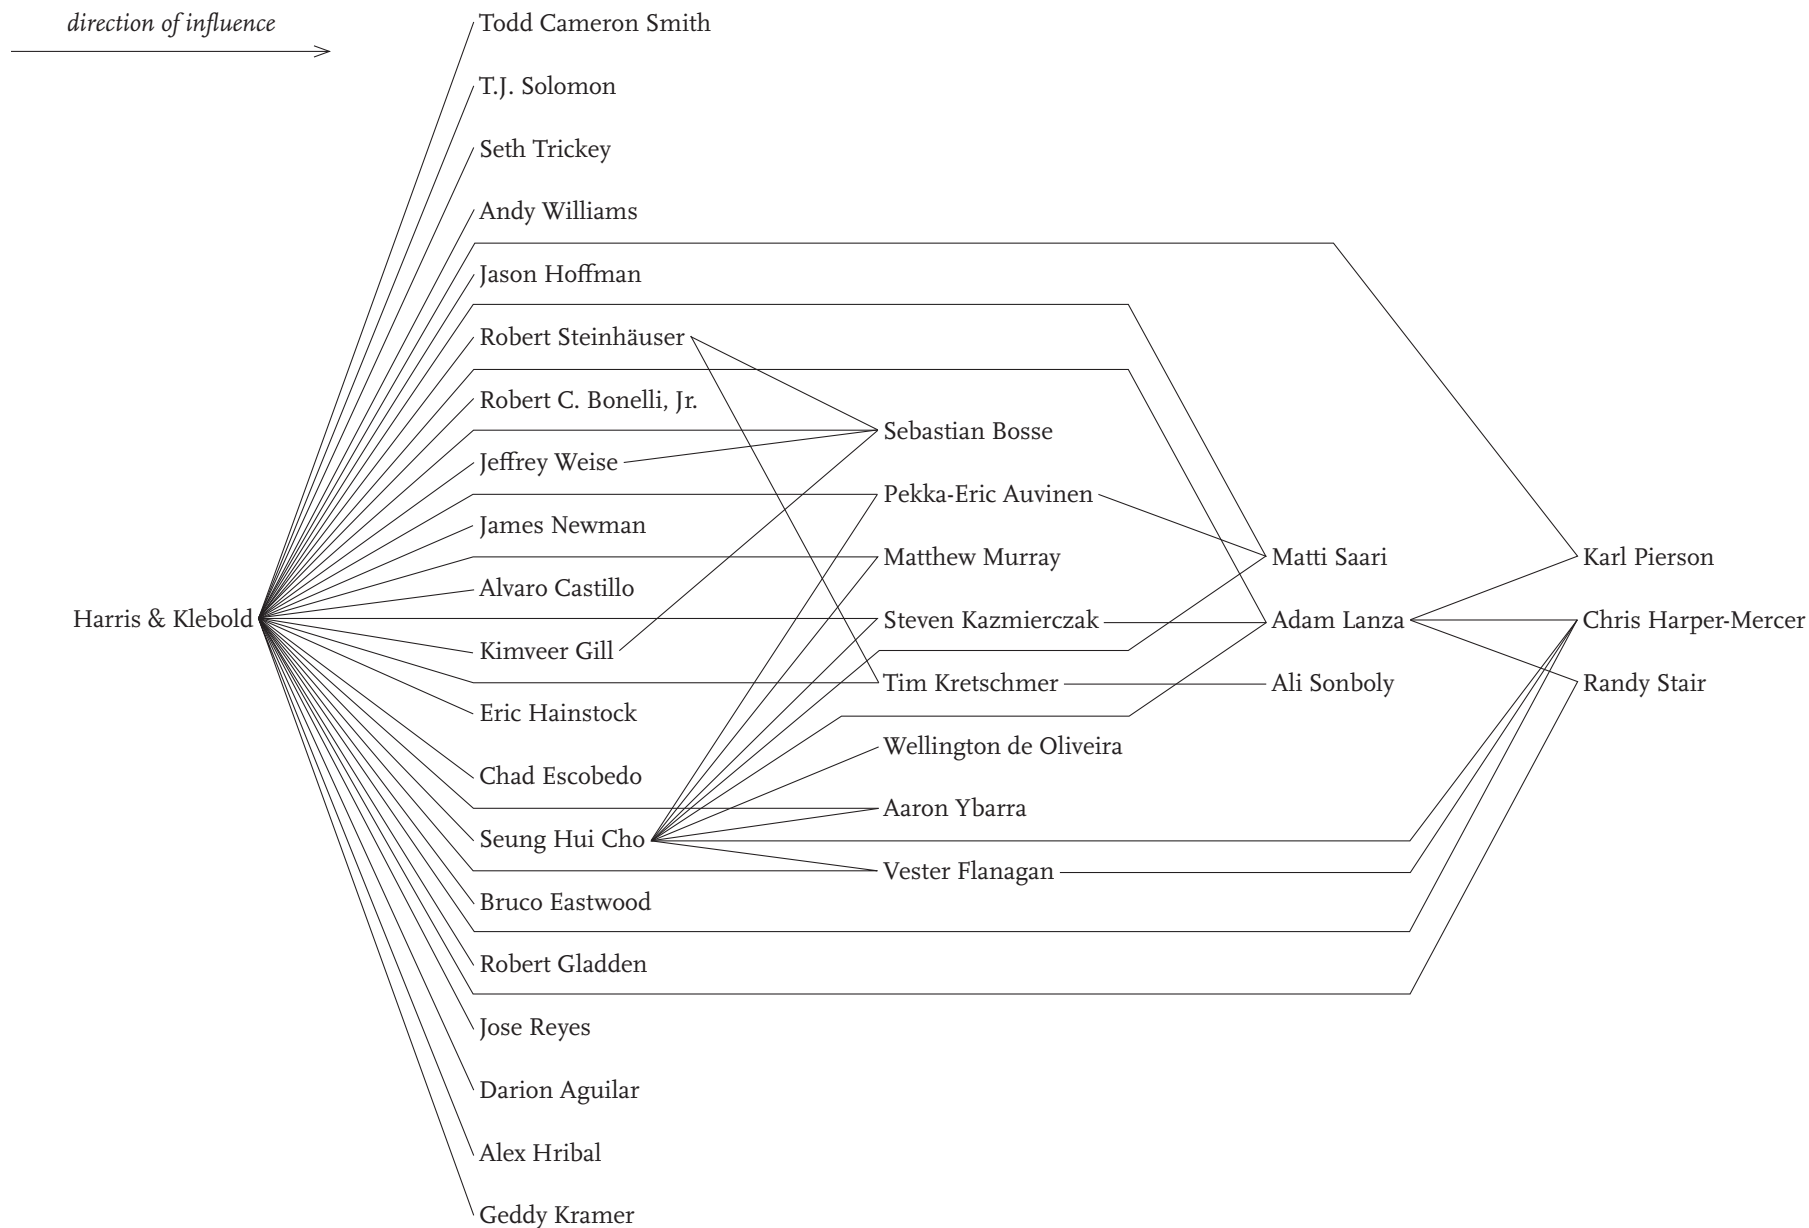 direction of influence
Harris & Klebold
Todd Cameron Smith
T.J. Solomon
Seth Trickey
Andy Williams
Jason Hoffman
Robert Steinhäuser
Robert C. Bonelli, Jr.
Jeffrey Weise
James Newman
Alvaro Castillo
Kimveer Gill
Eric Hainstock
Chad Escobedo
Seung Hui Cho
Bruco Eastwood
Robert Gladden
Jose Reyes
Darion Aguilar
Alex Hribal
Geddy Kramer
Sebastian Bosse
Pekka-Eric Auvinen
Matthew Murray
Steven Kazmierczak
Tim Kretschmer
Wellington de Oliveira
Aaron Ybarra
Vester Flanagan
Matti Saari
Adam Lanza
Ali Sonboly
Karl Pierson
Chris Harper-Mercer
Randy Stair